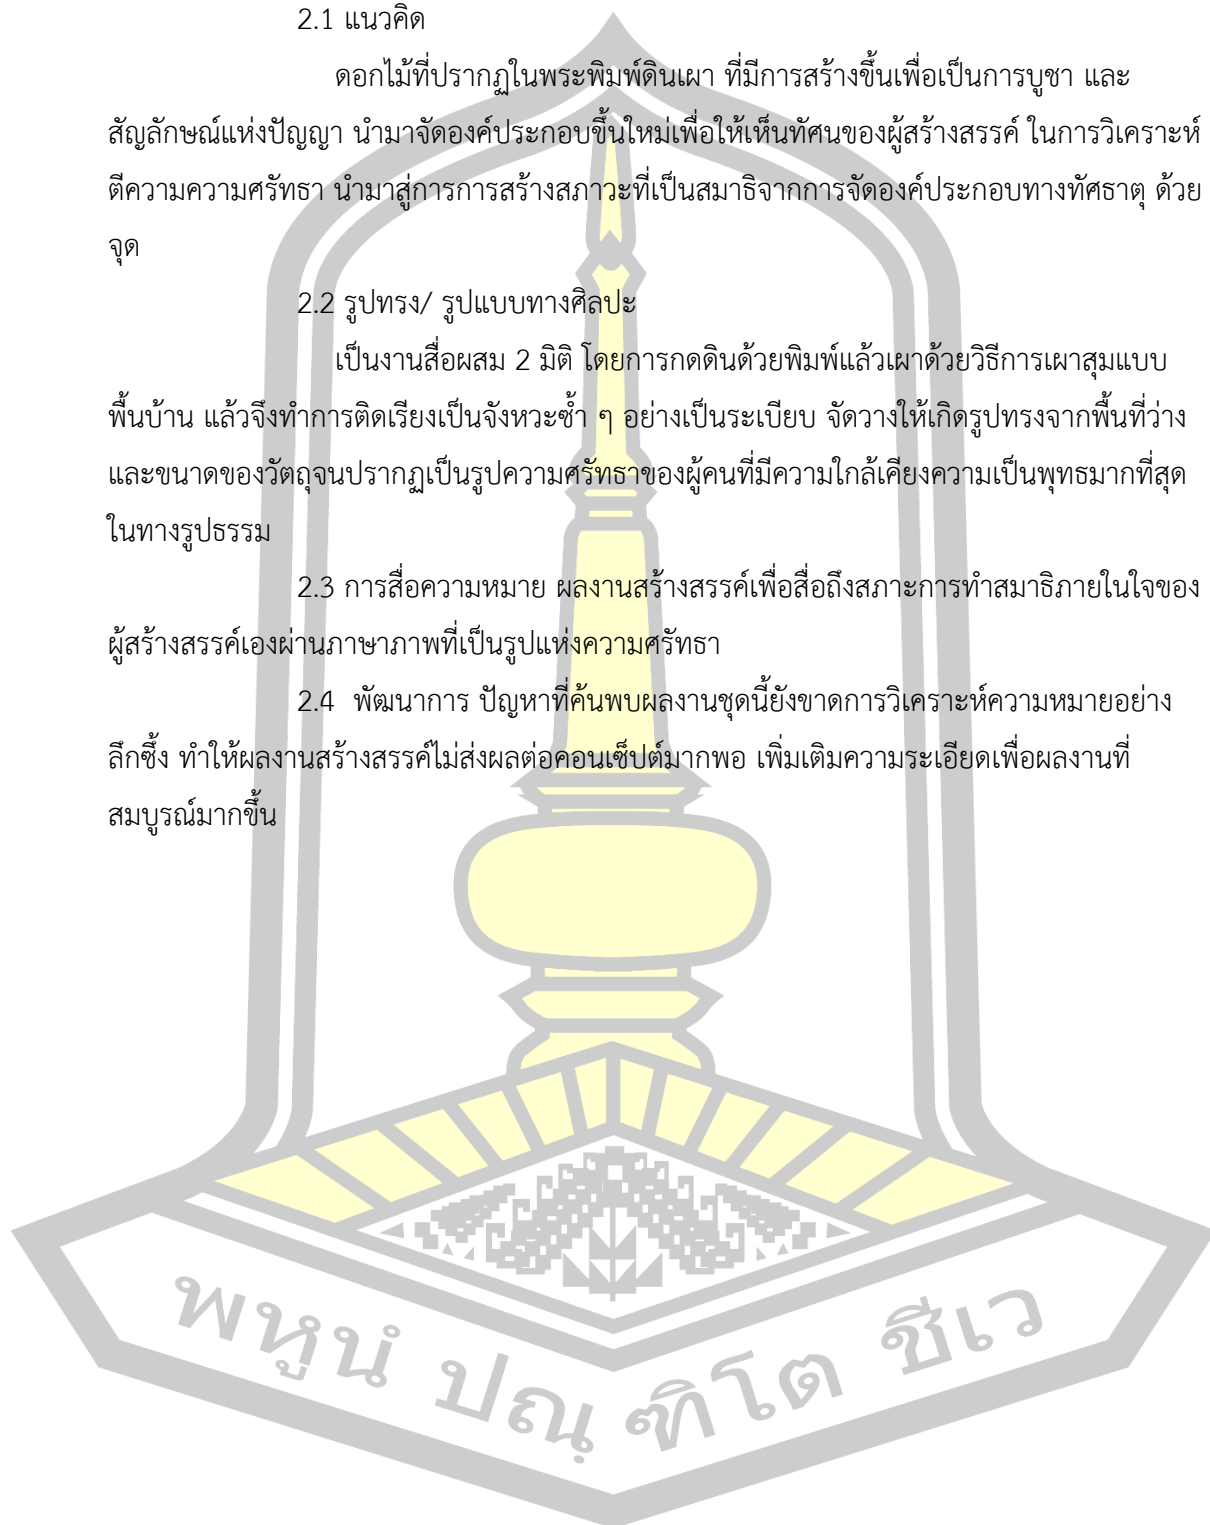 2.1 แนวคิด
ดอกไม้ที่ปรากฏในพระพิมพ์ดินเผา ที่มีการสร้างขึ้นเพื่อเป็นการบูชา และ
สัญลักษณ์แห่งปัญญา นำมาจัดองค์ประกอบขึ้นใหม่เพื่อให้เห็นทัศนของผู้สร้างสรรค์ ในการวิเคราะห์
ตีความความศรัทธา นำมาสู่การการสร้างสภาวะที่เป็นสมาธิจากการจัดองค์ประกอบทางทัศธาตุ ด้วย
จุด
2.2 รูปทรง/ รูปแบบทางศิลปะ
เป็นงานสื่อผสม 2 มิติ โดยการกดดินด้วยพิมพ์แล้วเผาด้วยวิธีการเผาสุมแบบ
พื้นบ้าน แล้วจึงทำการติดเรียงเป็นจังหวะซ้ำ ๆ อย่างเป็นระเบียบ จัดวางให้เกิดรูปทรงจากพื้นที่ว่าง
และขนาดของวัตถุจนปรากฏเป็นรูปความศรัทธาของผู้คนที่มีความใกล้เคียงความเป็นพุทธมากที่สุด
ในทางรูปธรรม
2.3 การสื่อความหมาย ผลงานสร้างสรรค์เพื่อสื่อถึงสภาะการทำสมาธิภายในใจของ
ผู้สร้างสรรค์เองผ่านภาษาภาพที่เป็นรูปแห่งความศรัทธา
2.4 พัฒนาการ ปัญหาที่ค้นพบผลงานชุดนี้ยังขาดการวิเคราะห์ความหมายอย่าง
ลึกซึ้ง ทำให้ผลงานสร้างสรรค์ไม่ส่งผลต่อคอนเซ็ปต์มากพอ เพิ่มเติมความระเอียดเพื่อผลงานที่
สมบูรณ์มากขึ้น
พหูนํ ปณฺฑิโต ชีเว